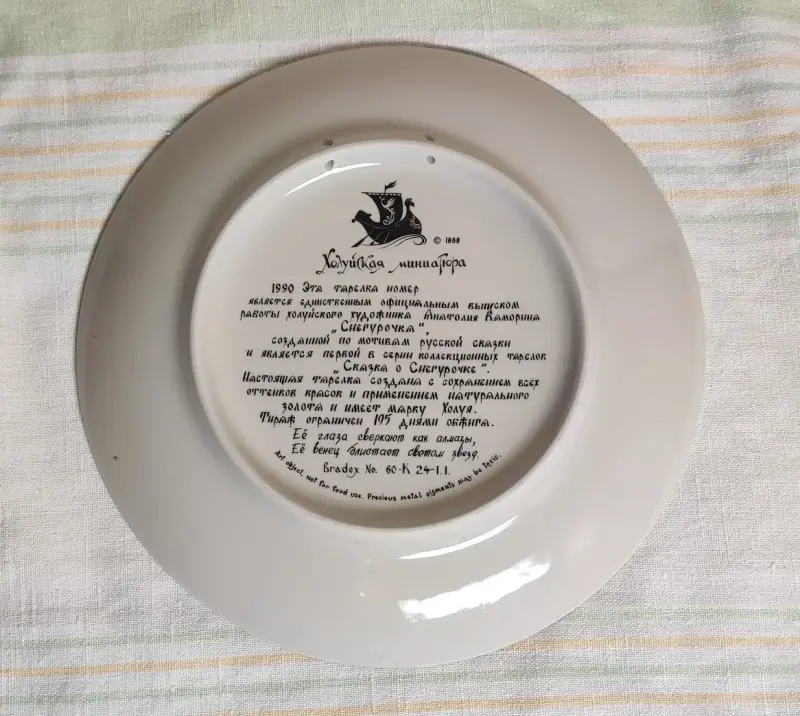 © 1989
Холуйская миниатюра
1990 Эта тарелка номер
является единственным официальным выпуском
работы холуйского художника Анатолия Каморина
„Снегурочка",
созданной по мотивам русской сказки
и является первой в серии коллекционных тарелок
„Сказка о Снегурочке".
Настоящая тарелка создана с сохранением всех
оттенков красок и применением натурального
золота и имеет марку Холуя.
Тираж ограничен 195 днями обжига.
Её глаза сверкают как алмазы,
Её венец блистает светом звезд.
Bradex No. 60-K 24-1.1.
Art object, not for food use. Precious metal pigments may be toxic.